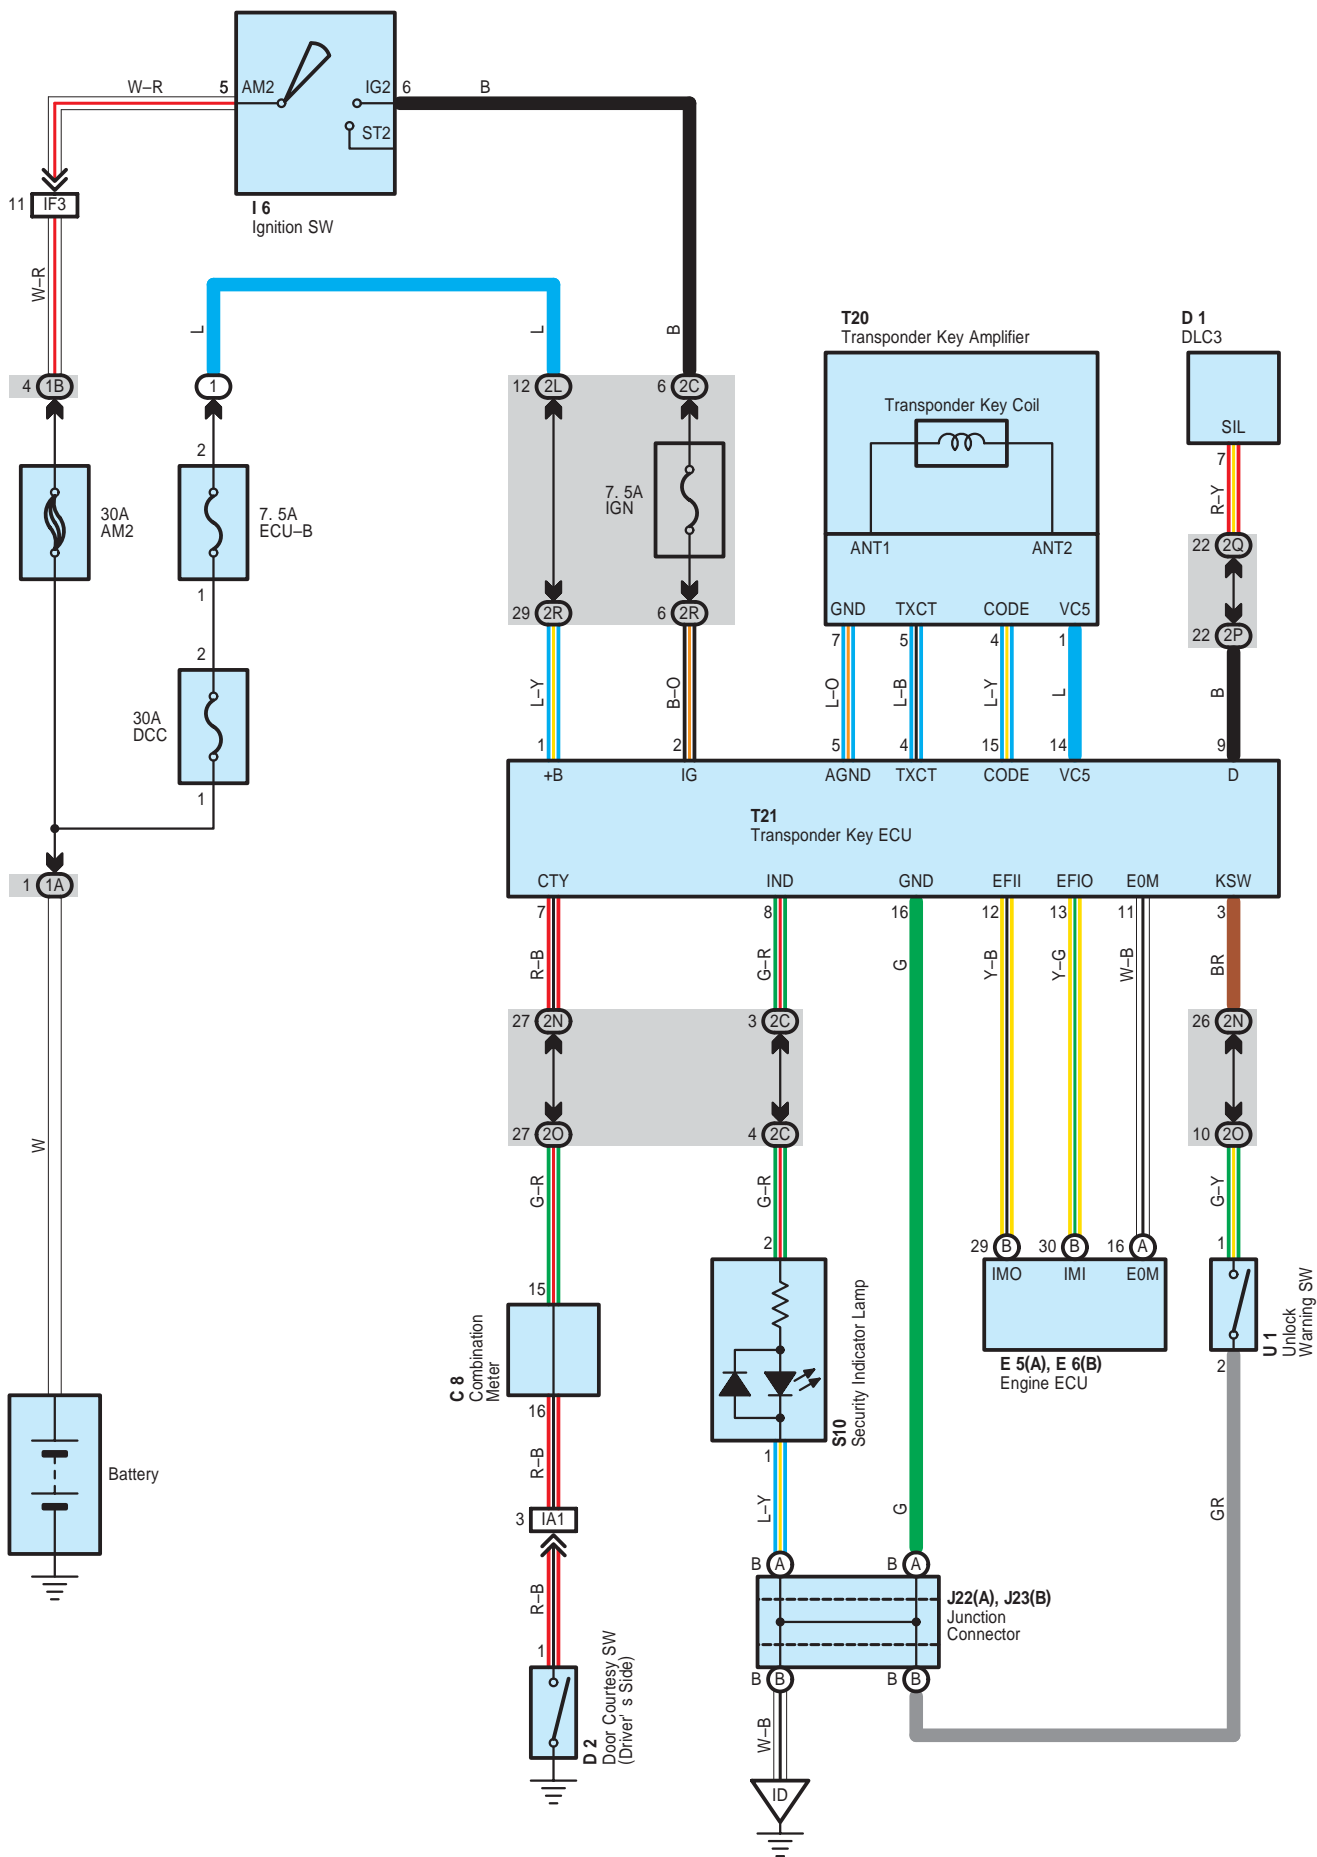 W–R
5
AM2
IG2
6
B
ST2
11
IF3
I 6
Ignition SW
W–R
L
L
B
T20
Transponder Key Amplifier
D 1
DLC3
4
1B
1
12
2L
6
2C
Transponder Key Coil
SIL
2
7
30A
AM2
7. 5A
ECU–B
7. 5A
IGN
R–Y
ANT1
ANT2
22
2Q
1
29
2R
6
2R
GND
TXCT
CODE
VC5
22
2P
2
7
5
4
1
30A
DCC
L–Y
B–O
L–O
L–B
L–Y
L
B
1
2
5
4
15
14
9
+B
IG
AGND
TXCT
CODE
VC5
D
1
T21
Transponder Key ECU
1
1A
CTY
IND
GND
EFII
EFIO
E0M
KSW
7
8
16
12
13
11
3
R–B
G–R
G
Y–B
Y–G
W–B
BR
27
2N
3
2C
26
2N
W
27
2O
4
2C
10
2O
G–R
G–R
G–Y
2
29
B
30
B
16
A
1
IMO
IMI
E0M
15
C 8
Combination
Meter
S10
Security Indicator Lamp
E 5(A), E 6(B)
Engine ECU
U 1
Unlock
Warning SW
2
16
Battery
R–B
1
3
IA1
L–Y
G
GR
B
A
B
A
R–B
J22(A), J23(B)
Junction
Connector
1
B
B
B
B
D 2
Door Courtesy SW
(Driver' s Side)
W–B
ID